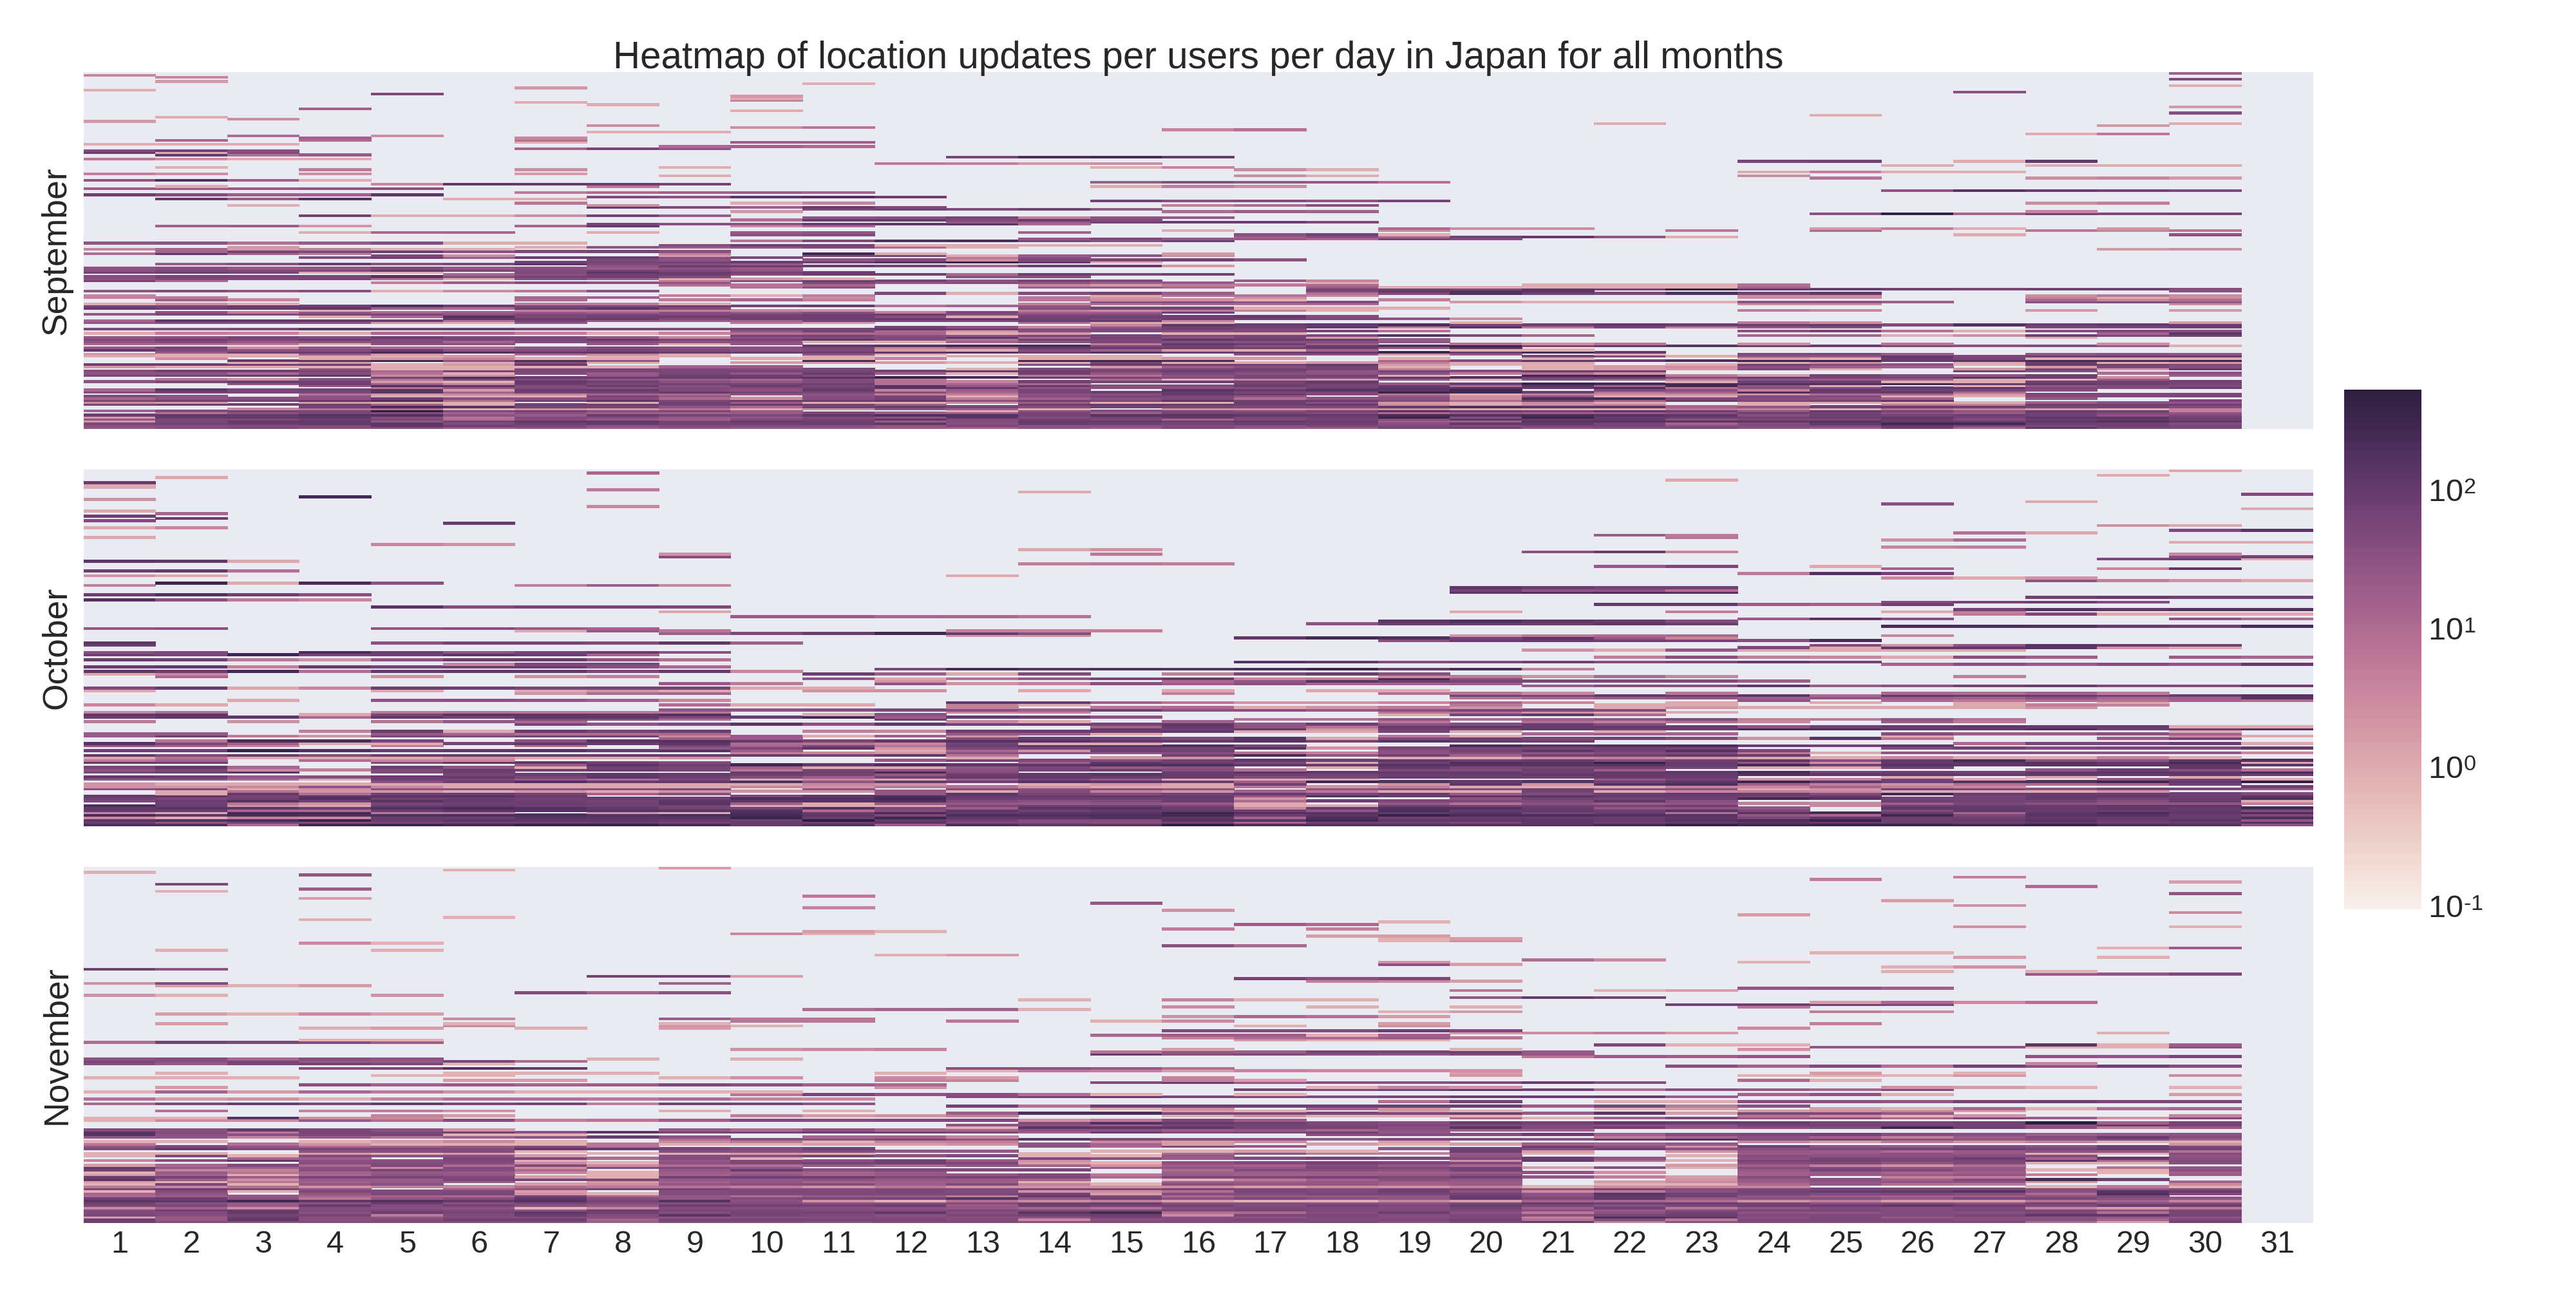 Heatmap of location updates per users per day in Japan for all months
September
October
November
10²
10¹
10⁰
10⁻¹
1 2 3 4 5 6 7 8 9 10 11 12 13 14 15 16 17 18 19 20 21 22 23 24 25 26 27 28 29 30 31